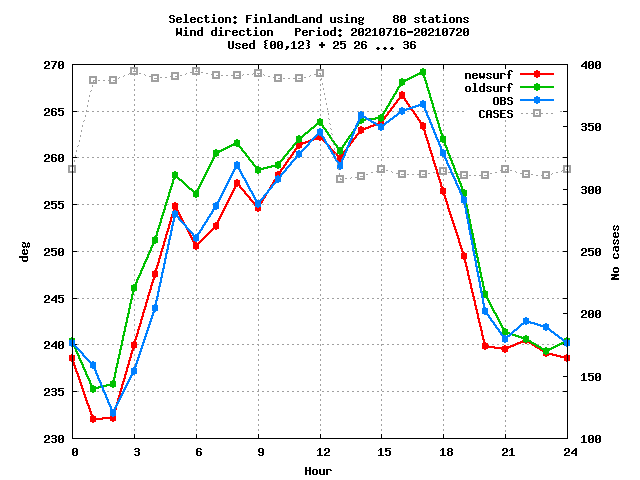 Selection: FinlandLand using    80 stations
Wind direction   Period: 20210716-20210720
Used {00,12} + 25 26 ... 36
270
265
260
255
250
245
240
235
230
deg
newsurf
oldsurf
OBS
CASES
400
350
300
250
200
150
100
No cases
0 3 6 9 12 15 18 21 24
Hour